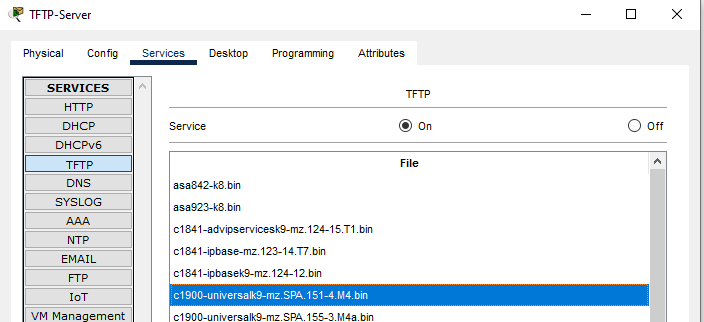 TFTP-Server
Physical Config Services Desktop Programming Attributes
SERVICES
HTTP
DHCP
DHCPv6
TFTP
DNS
SYSLOG
AAA
NTP
EMAIL
FTP
IoT
VM Management
TFTP
Service On Off
File
asa842-k8.bin
asa923-k8.bin
c1841-advipservicesk9-mz.124-15.T1.bin
c1841-ipbase-mz.123-14.T7.bin
c1841-ipbasek9-mz.124-12.bin
c1900-universalk9-mz.SPA.151-4.M4.bin
c1900-universalk9-mz.SPA.155-3.M4a.bin